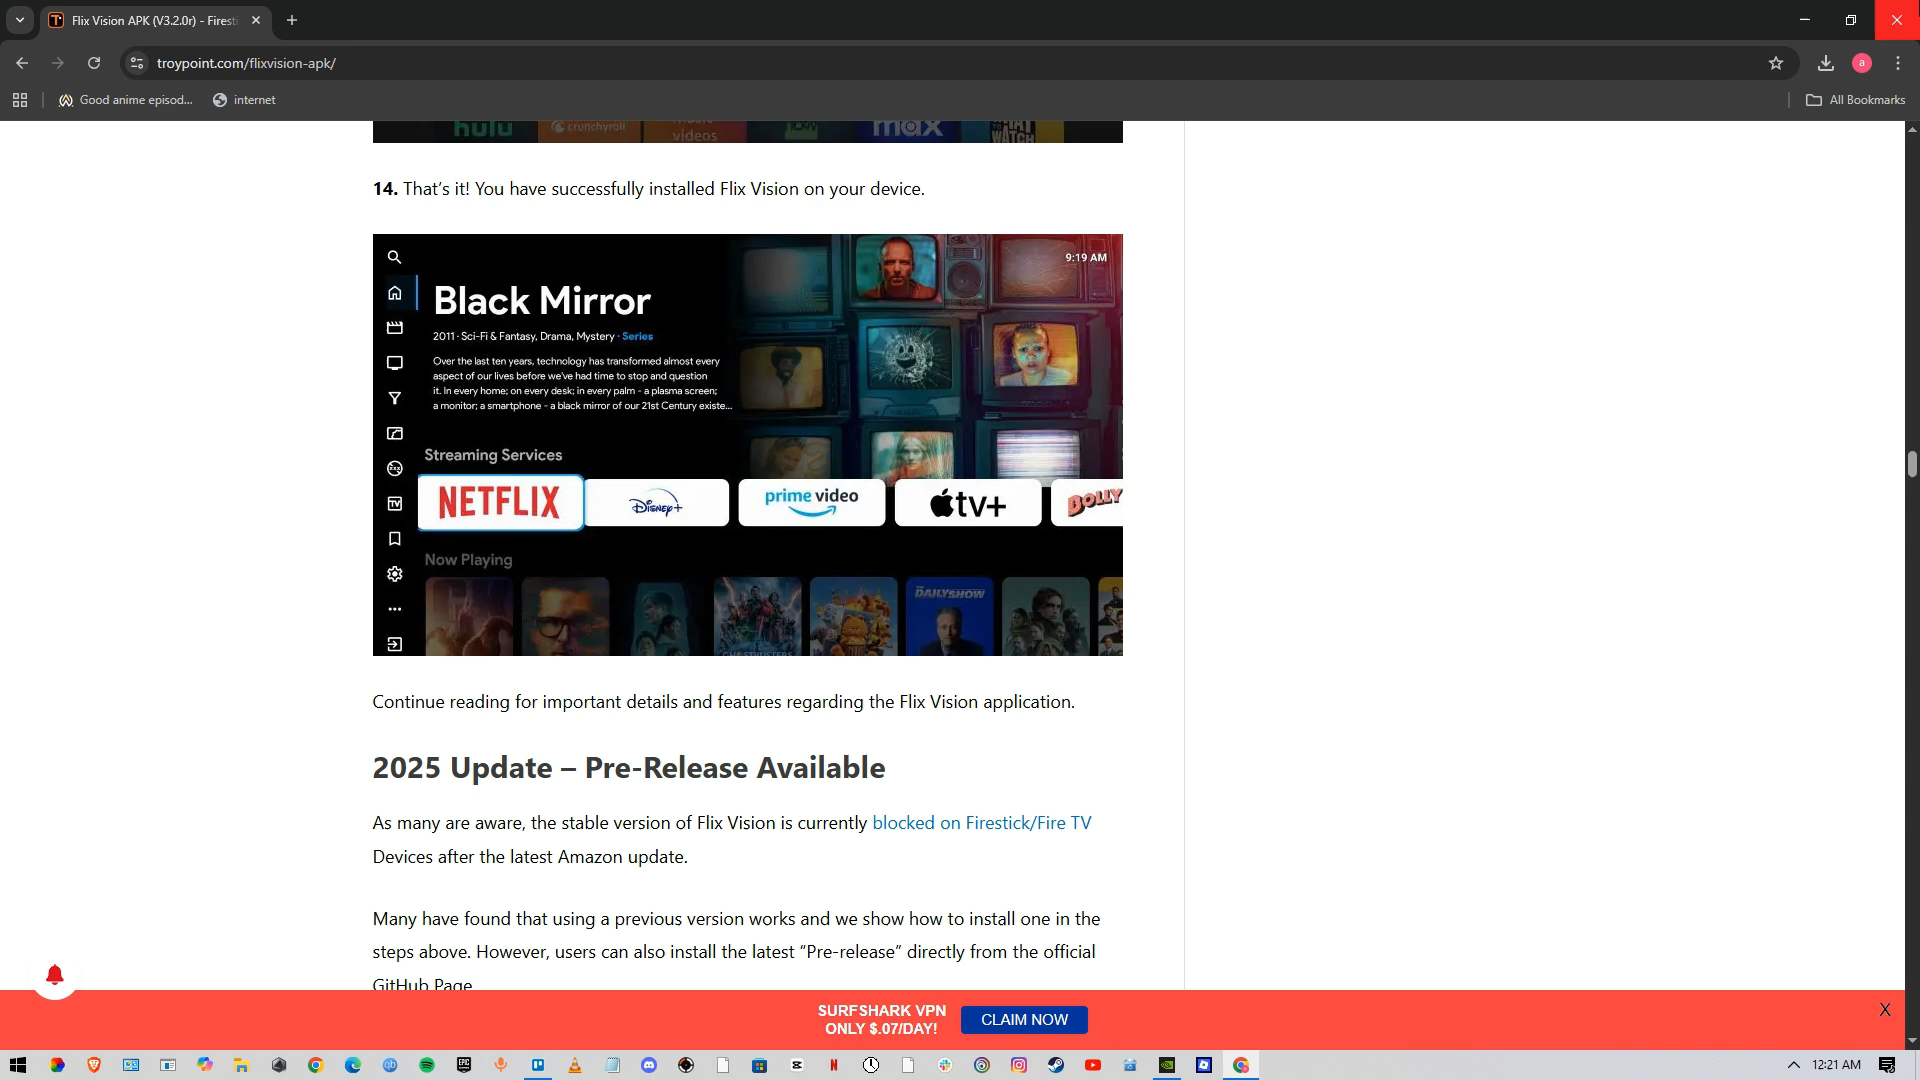 Flix Vision APK (V3.2.0r) - Firest
troypoint.com/flixvision-apk/
a
Good anime episod...
internet
All Bookmarks
hulu
crunchyroll
music
videos
max
WATCH
14. That's it! You have successfully installed Flix Vision on your device.
9:19 AM
Black Mirror
2011 · Sci-Fi & Fantasy, Drama, Mystery · Series
Over the last ten years, technology has transformed almost every
aspect of our lives before we've had time to stop and question
it. In every home; on every desk; in every palm - a plasma screen;
a monitor; a smartphone - a black mirror of our 21st Century existe...
Streaming Services
NETFLIX
Disney+
prime video
tv+
DOLLY
Now Playing
GHOSTBUSTERS
THE DAILYSHOW
Continue reading for important details and features regarding the Flix Vision application.
2025 Update – Pre-Release Available
As many are aware, the stable version of Flix Vision is currently blocked on Firestick/Fire TV
Devices after the latest Amazon update.
Many have found that using a previous version works and we show how to install one in the
steps above. However, users can also install the latest “Pre-release” directly from the official
GitHub Page
SURFSHARK VPN
ONLY $.07/DAY!
CLAIM NOW
X
12:21 AM